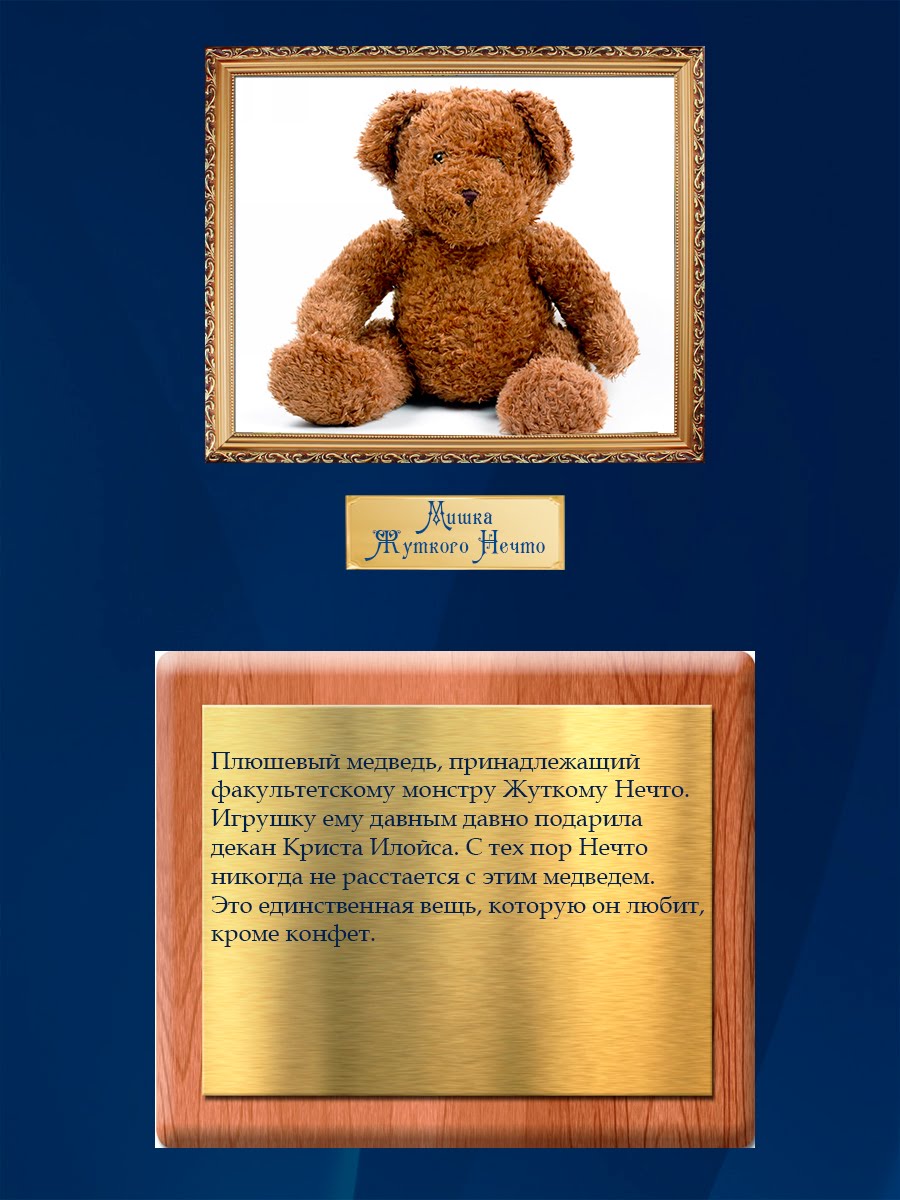 Мишка
Жуткого Нечто
Плюшевый медведь, принадлежащий
факультетскому монстру Жуткому Нечто.
Игрушку ему давным давно подарила
декан Криста Илойса. С тех пор Нечто
никогда не расстается с этим медведем.
Это единственная вещь, которую он любит,
кроме конфет.